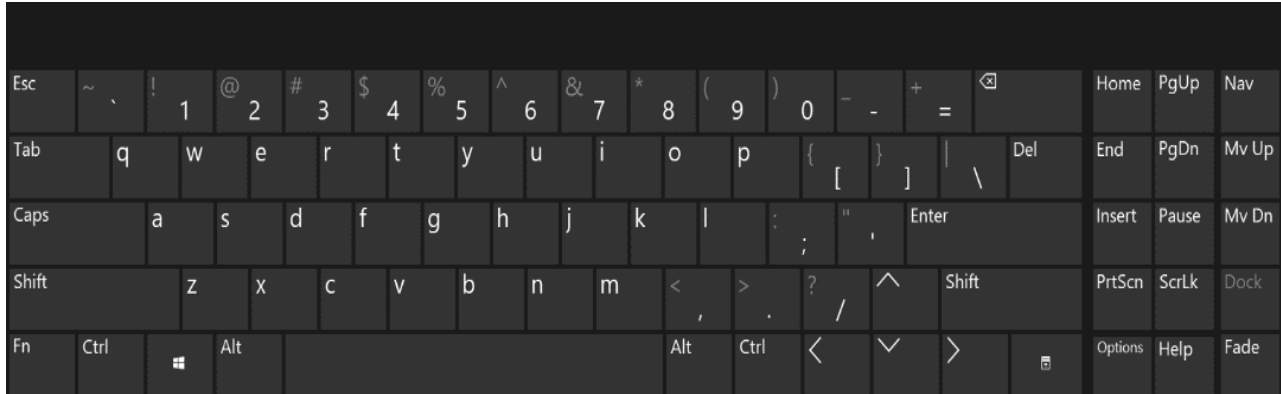 Esc ~ ` ! 1 @ 2 # 3 $ 4 % 5 ^ 6 & 7 * 8 ( 9 ) 0 _ - + = Home PgUp Nav
Tab q w e r t y u i o p { [ } ] | \ Del End PgDn Mv Up
Caps a s d f g h j k l : ; " ' Enter Insert Pause Mv Dn
Shift z x c v b n m < , > . ? / Shift PrtScn ScrLk Dock
Fn Ctrl Alt Alt Ctrl Options Help Fade